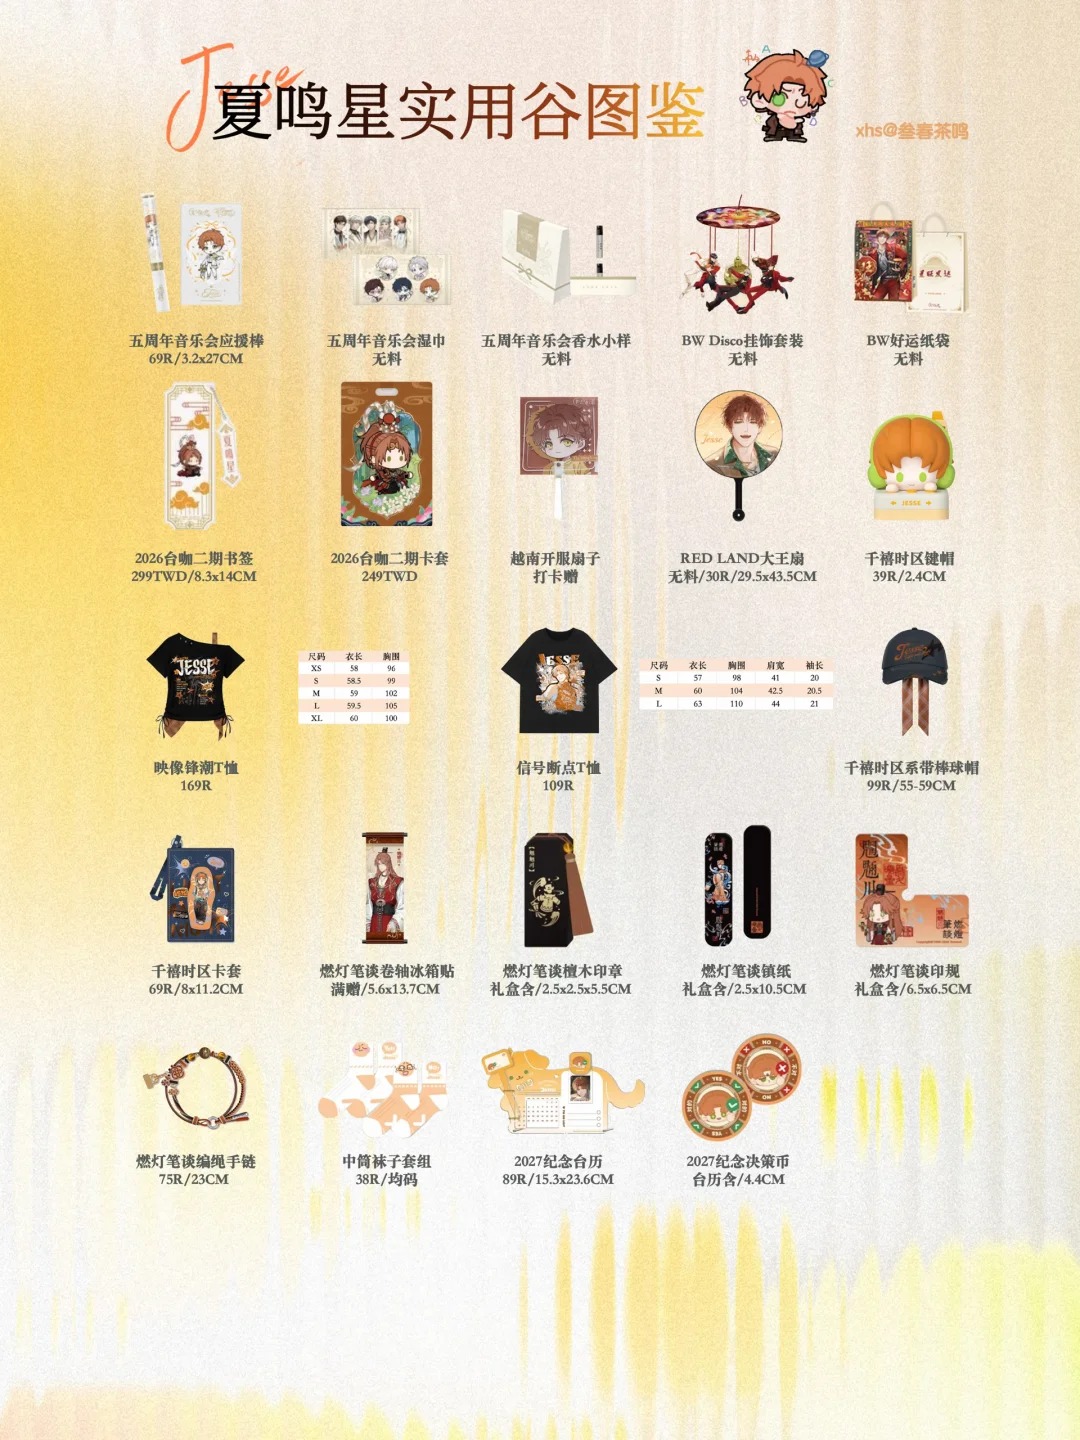 Jesse
夏鸣星实用谷图鉴
xhs@叁春茶鸣
五周年音乐会应援棒
69R/3.2x27CM
五周年音乐会湿巾
无料
五周年音乐会香水小样
无料
BW Disco挂饰套装
无料
BW好运纸袋
无料
2026台咖二期书签
299TWD/8.3x14CM
2026台咖二期卡套
249TWD
越南开服扇子
打卡赠
RED LAND大王扇
无料/30R/29.5x43.5CM
千禧时区键帽
39R/2.4CM
夏鸣星
Jesse
JESSE
JESSE
尺码 衣长 胸围
XS 58 96
S 58.5 99
M 59 102
L 59.5 105
XL 60 100
尺码 衣长 胸围 肩宽 袖长
S 57 98 41 20
M 60 104 42.5 20.5
L 63 110 44 21
Jesse
映像锋潮T恤
169R
信号断点T恤
109R
千禧时区系带棒球帽
99R/55-59CM
千禧时区卡套
69R/8x11.2CM
燃灯笔谈卷轴冰箱贴
满赠/5.6x13.7CM
燃灯笔谈檀木印章
礼盒含/2.5x2.5x5.5CM
燃灯笔谈镇纸
礼盒含/2.5x10.5CM
燃灯笔谈印规
礼盒含/6.5x6.5CM
NO
YES
燃灯笔谈编绳手链
75R/23CM
中筒袜子套组
38R/均码
2027纪念台历
89R/15.3x23.6CM
2027纪念决策币
台历含/4.4CM